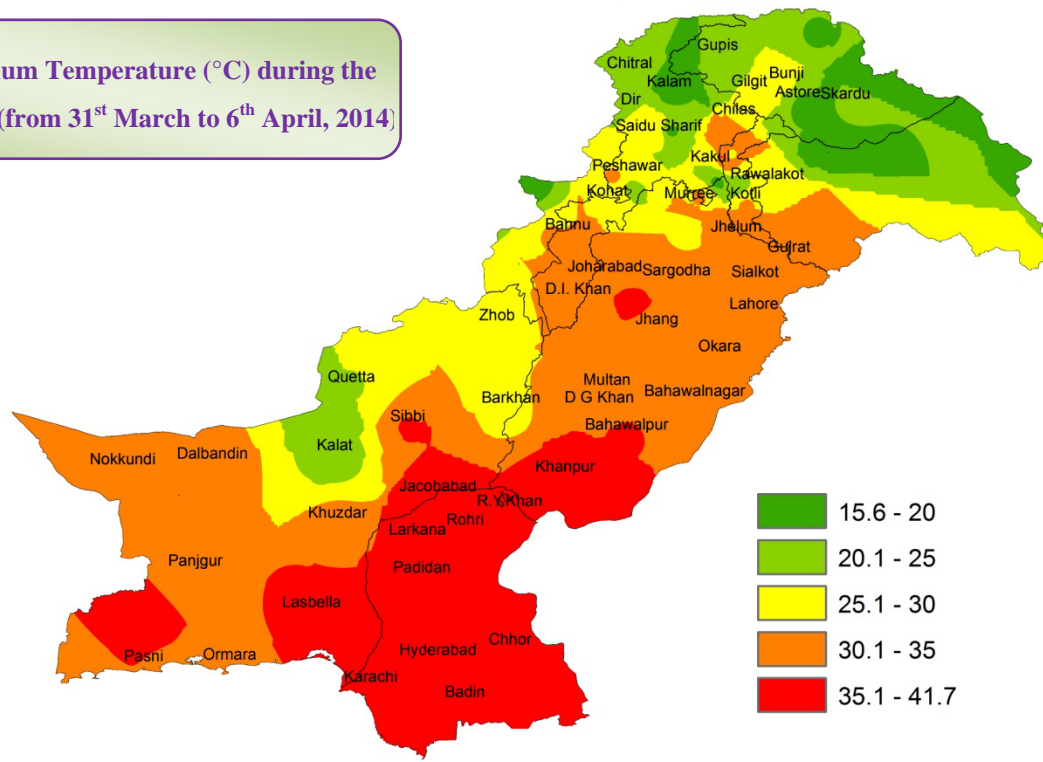 um Temperature (°C) during the
(from 31st March to 6th April, 2014)
Gupis
Chitral
Kalam
Gilgit
Bunji
Dir
Astore
Skardu
Chilas
Saidu Sharif
Kakul
Peshawar
Rawalakot
Kohat
Murree
Kotli
Bannu
Jhelum
Gujrat
Joharabad
Sargodha
Sialkot
D.I. Khan
Lahore
Zhob
Jhang
Okara
Quetta
Multan
Barkhan
D G Khan
Bahawalnagar
Sibbi
Bahawalpur
Kalat
Dalbandin
Nokkundi
Khanpur
Jacobabad
R.Y.Khan
Khuzdar
Larkana
Rohri
Panjgur
Padidan
Lasbella
Chhor
Hyderabad
Pasni
Ormara
Karachi
Badin
15.6 - 20
20.1 - 25
25.1 - 30
30.1 - 35
35.1 - 41.7